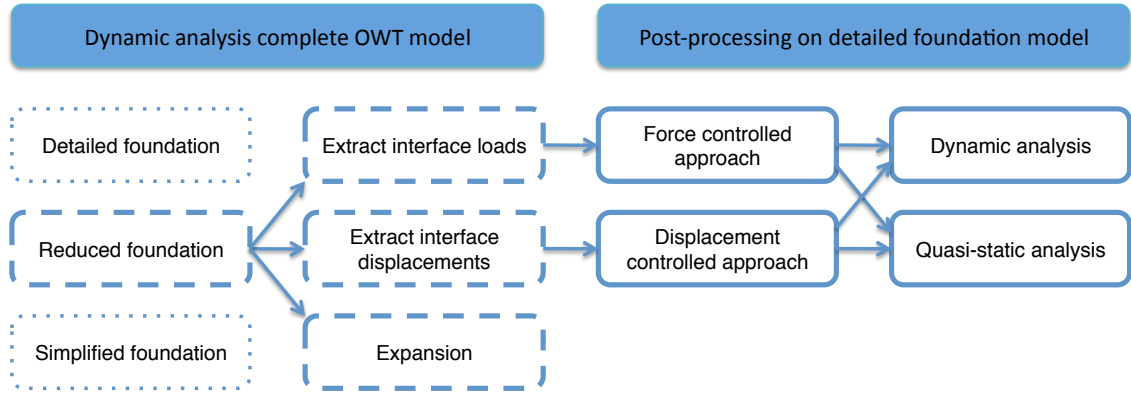 Dynamic analysis complete OWT model
Post-processing on detailed foundation model
Detailed foundation
Extract interface loads
Force controlled
approach
Dynamic analysis
Reduced foundation
Extract interface
displacements
Displacement
controlled approach
Quasi-static analysis
Simplified foundation
Expansion